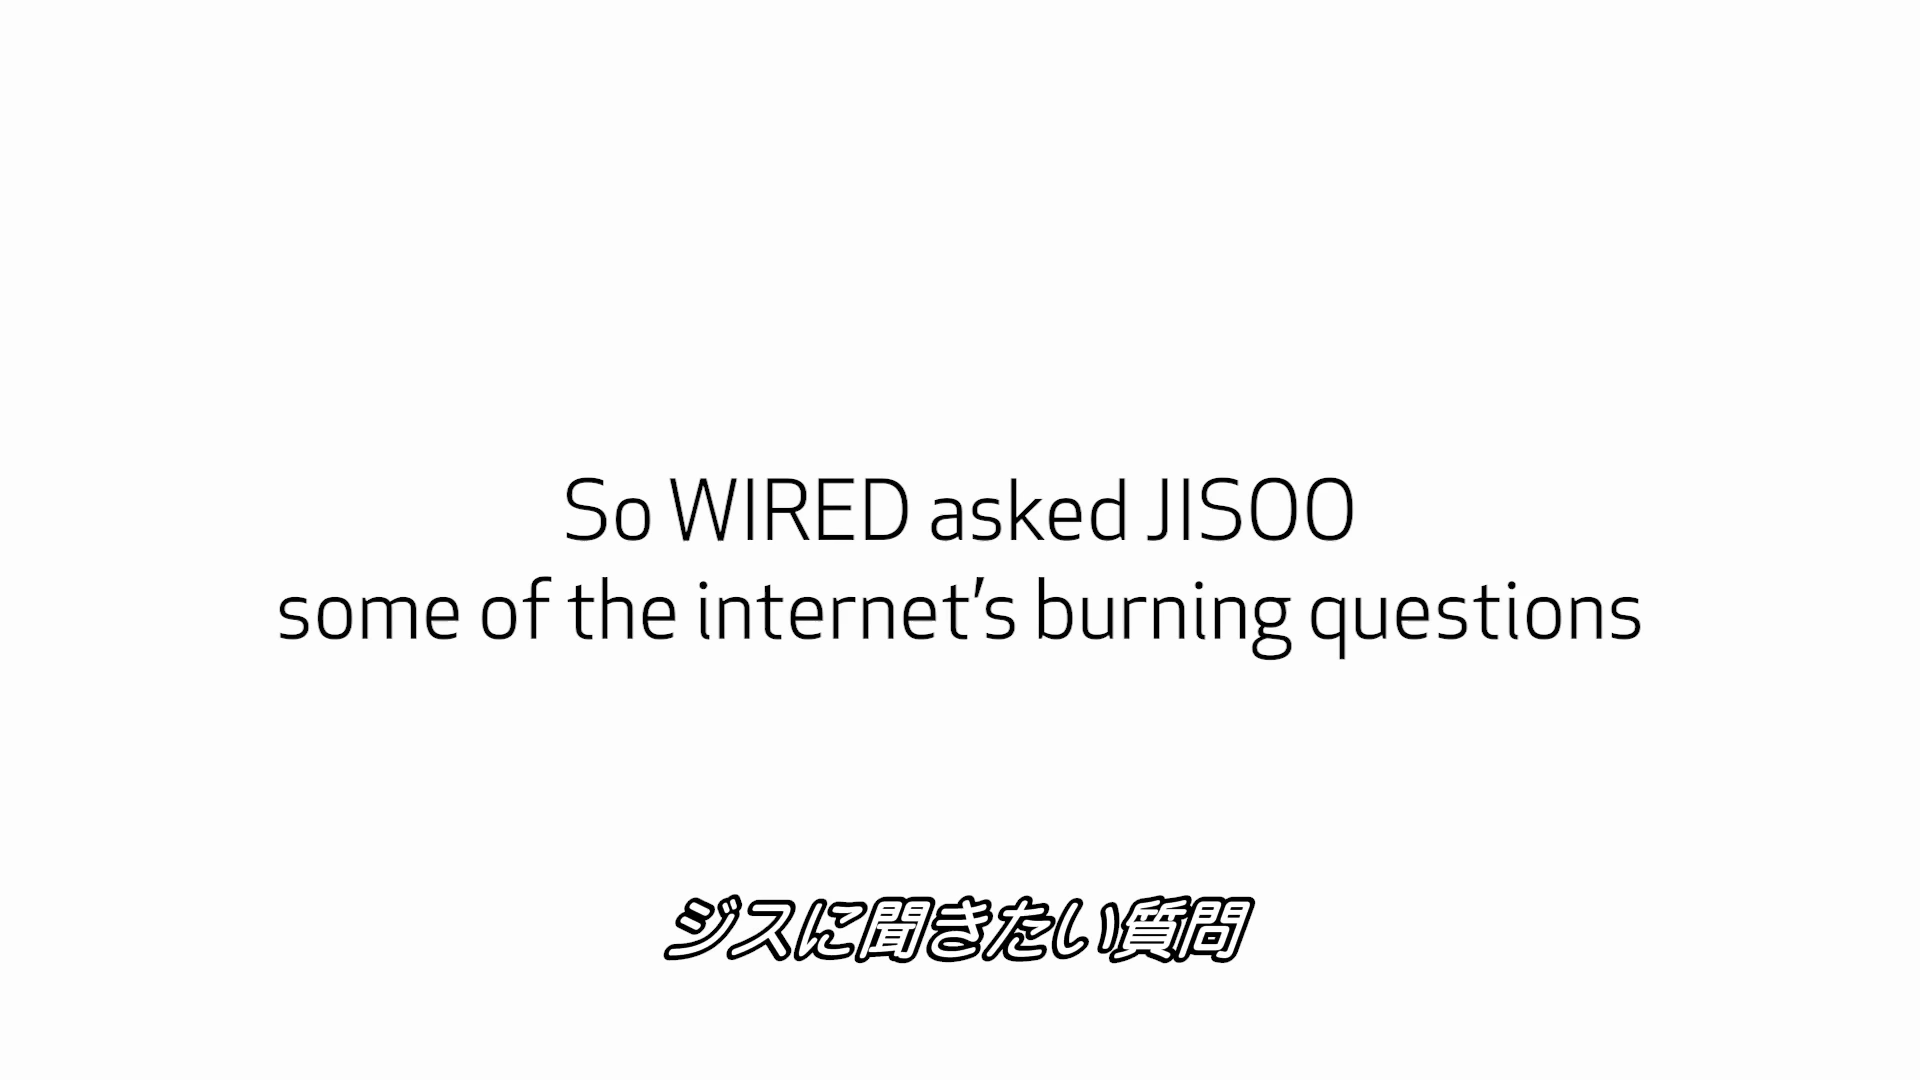 So WIRED asked JISOO
some of the internet's burning questions
ジスに聞きたい質問